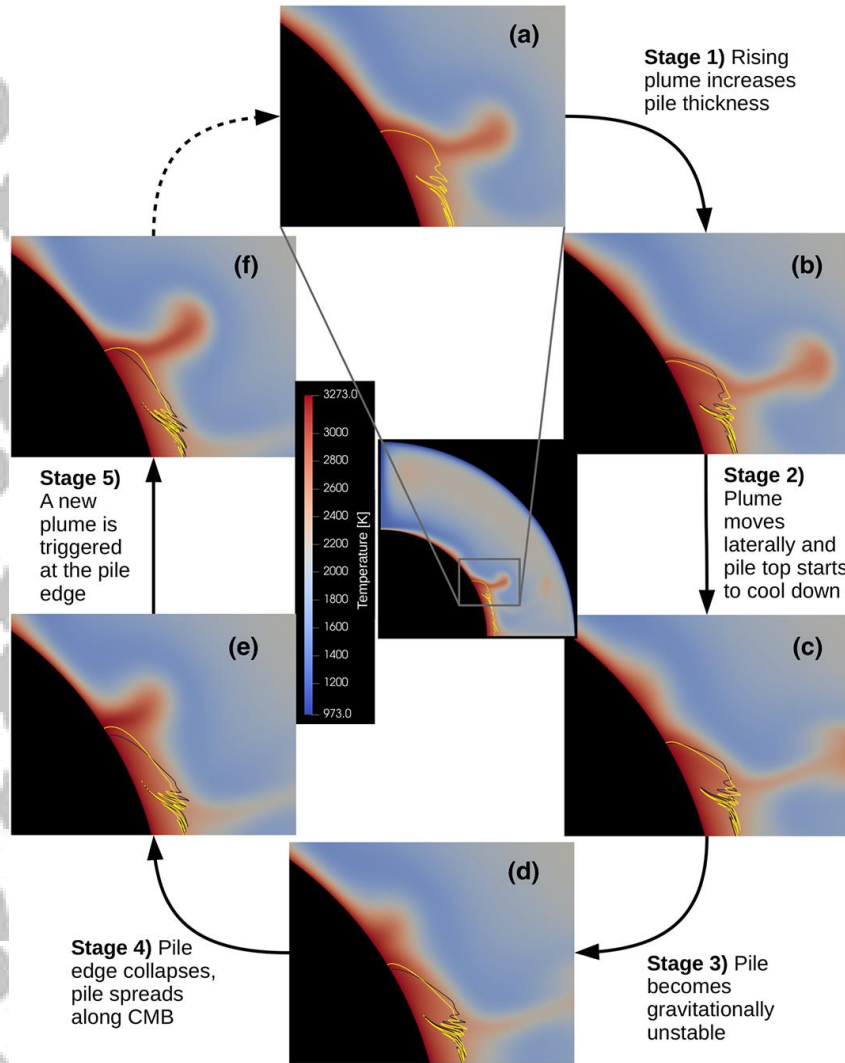 (a)
Stage 1) Rising
plume increases
pile thickness
(b)
Stage 2)
Plume
moves
laterally and
pile top starts
to cool down
(c)
Stage 3) Pile
becomes
gravitationally
unstable
(d)
Stage 4) Pile
edge collapses,
pile spreads
along CMB
(e)
Stage 5)
A new
plume is
triggered
at the pile
edge
(f)
3273.0
3000
2800
2600
2400
2200
2000
1800
1600
1400
1200
973.0
Temperature [K]